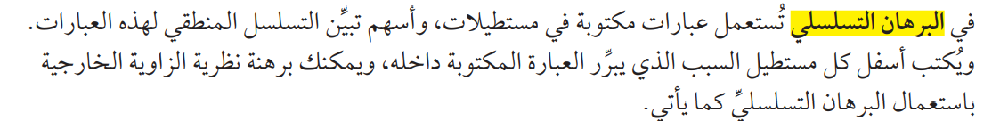 في البرهان التسلسلي تُستعمل عبارات مكتوبة في مستطيلات، وأسهم تبيِّن التسلسل المنطقي لهذه العبارات.
ويُكتب أسفل كل مستطيل السبب الذي يبرِّر العبارة المكتوبة داخله، ويمكنك برهنة نظرية الزاوية الخارجية
باستعمال البرهان التسلسليِّ كما يأتي.